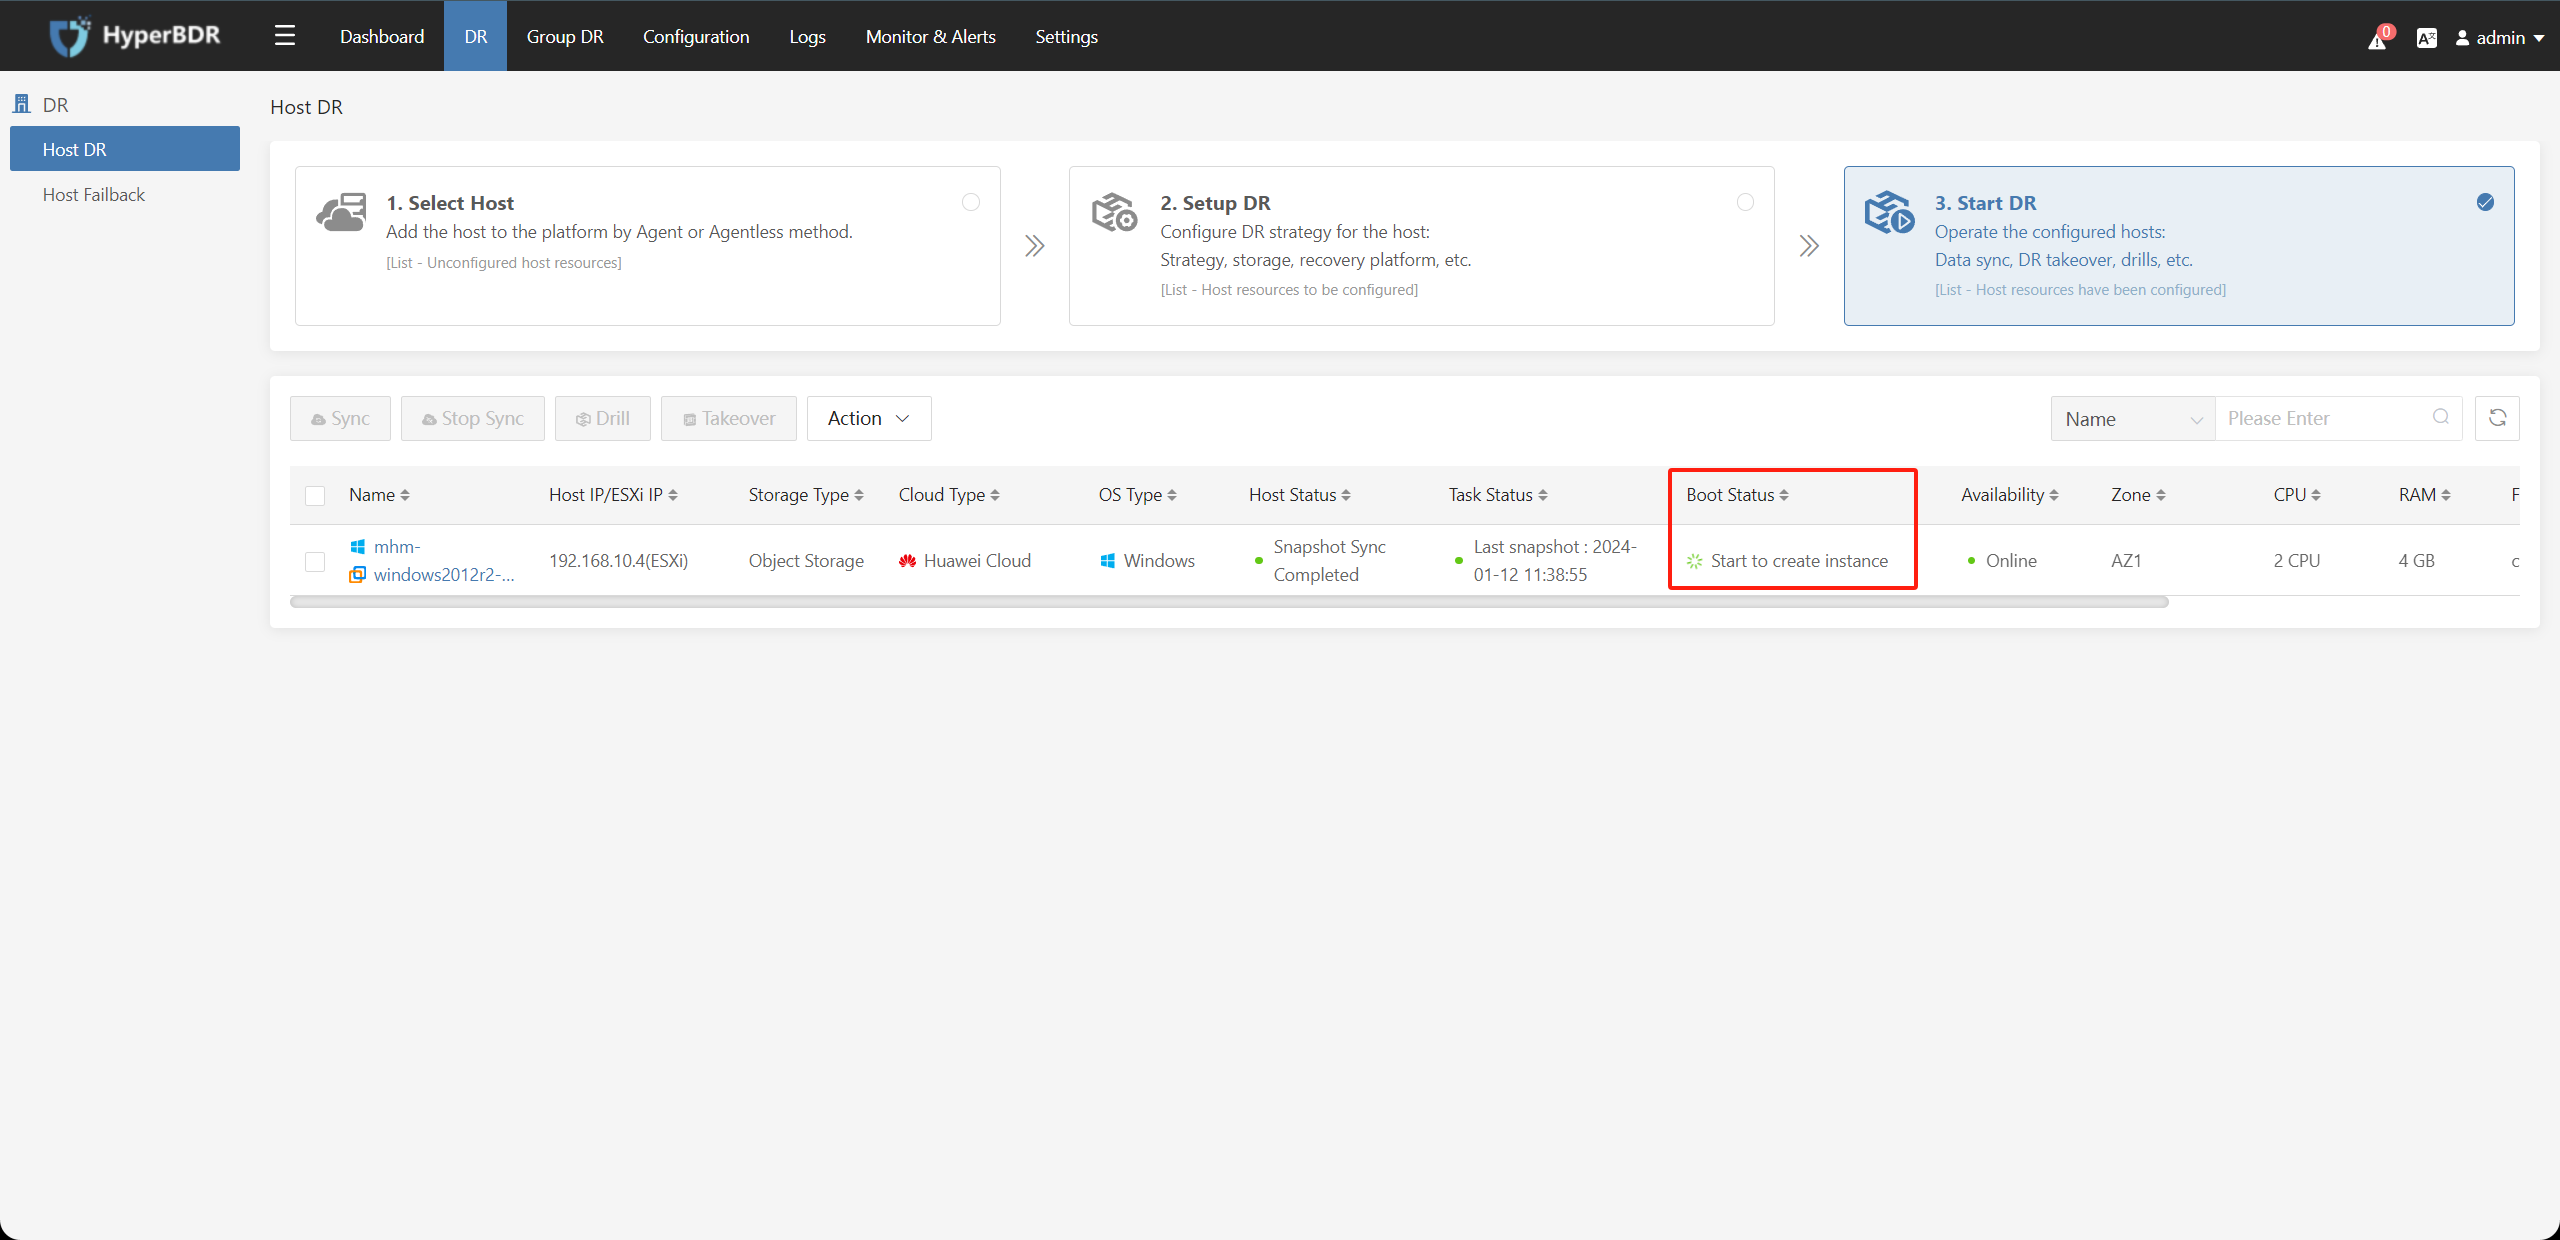 HyperBDR
Dashboard DR Group DR Configuration Logs Monitor & Alerts Settings
0
A
admin
DR
Host DR
Host Failback
Host DR
1. Select Host
Add the host to the platform by Agent or Agentless method.
[List - Unconfigured host resources]
2. Setup DR
Configure DR strategy for the host:
Strategy, storage, recovery platform, etc.
[List - Host resources to be configured]
3. Start DR
Operate the configured hosts:
Data sync, DR takeover, drills, etc.
[List - Host resources have been configured]
Sync Stop Sync Drill Takeover Action
Name Please Enter
Name Host IP/ESXi IP Storage Type Cloud Type OS Type Host Status Task Status Boot Status Availability Zone CPU RAM F
mhm-
windows2012r2-...
192.168.10.4(ESXi)
Object Storage
Huawei Cloud
Windows
Snapshot Sync
Completed
Last snapshot : 2024-
01-12 11:38:55
Start to create instance
Online
AZ1
2 CPU
4 GB